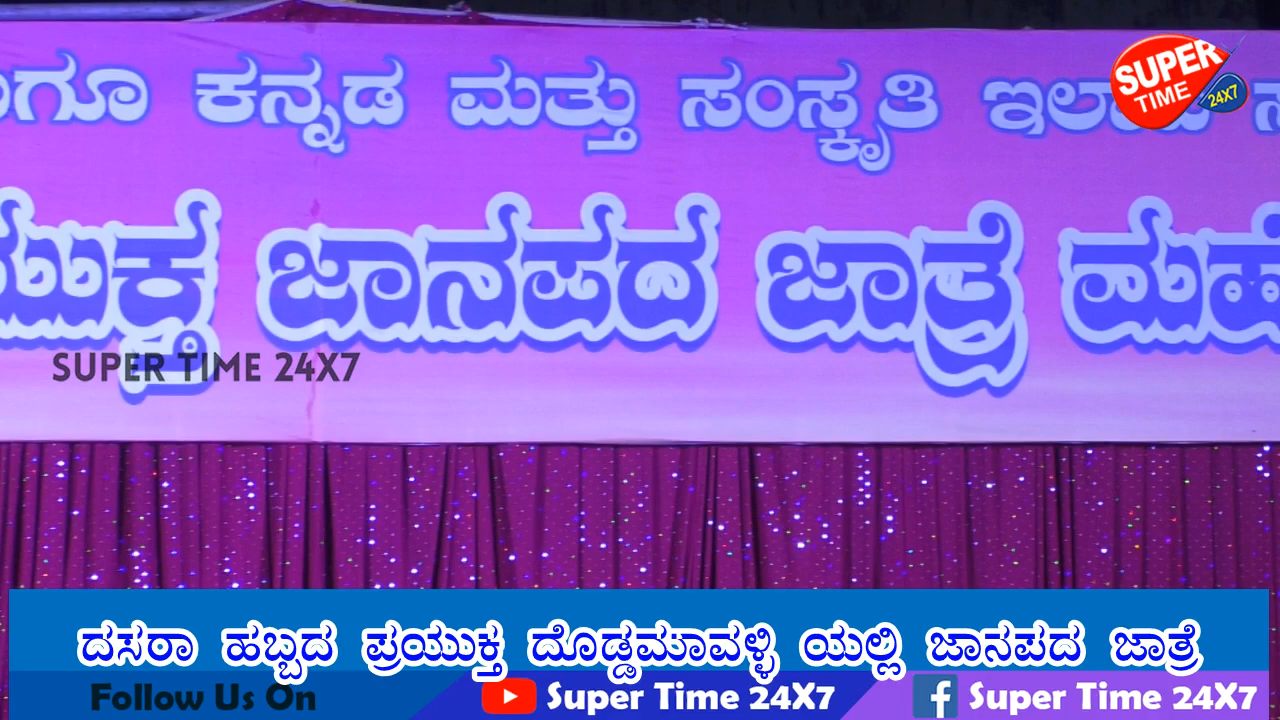 ಕನ್ನಡ ಮತ್ತು ಸಂಸ್ಕೃತಿ
SUPER
TIME
24X7
ಜಾನಪದ ಜಾತ್ರೆ
SUPER TIME 24X7
ದಸರಾ ಹಬ್ಬದ ಪ್ರಯುಕ್ತ ದೊಡ್ಡಮಾವಳ್ಳಿ ಯಲ್ಲಿ ಜಾನಪದ ಜಾತ್ರೆ
Follow Us On Super Time 24X7 Super Time 24X7